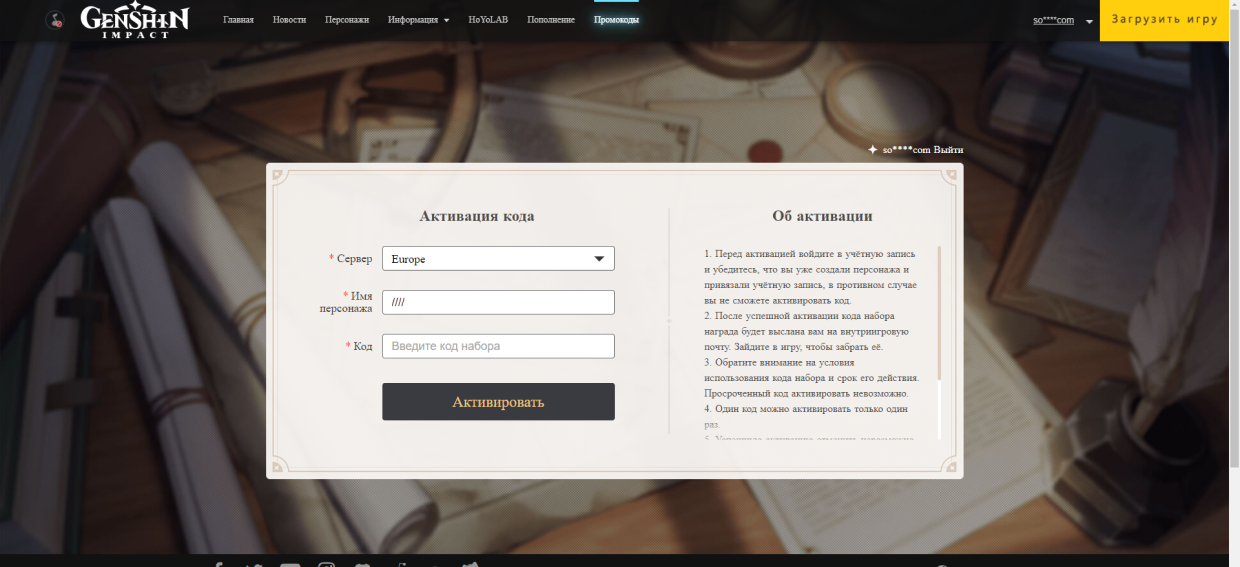 GENSHIN
IMPACT
Главная Новости Персонажи Информация HoYoLAB Пополнение Промокоды
so****com
Загрузить игру
so****com Выйти
Активация кода
* Сервер
Europe
* Имя
персонажа
////
* Код
Введите код набора
Активировать
Об активации
1. Перед активацией войдите в учётную запись
и убедитесь, что вы уже создали персонажа и
привязали учётную запись, в противном случае
вы не сможете активировать код.
2. После успешной активации кода набора
награда будет выслана вам на внутриигровую
почту. Зайдите в игру, чтобы забрать её.
3. Обратите внимание на условия
использования кода набора и срок его действия.
Просроченный код активировать невозможно.
4. Один код можно активировать только один
раз.